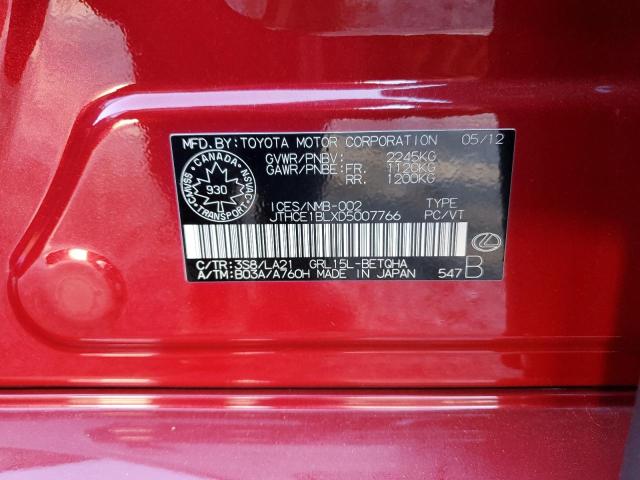 MFD.BY:TOYOTA MOTOR CORPORATION 05/12
GVWR/PNBV: 2245KG
GAWR/PNBE:FR. 1120KG
RR. 1200KG
CANADA
930
TRANSPORT
CMVSS
NSVAC
ICES/NMB-002 TYPE
JTHCE1BLXD5007766 PC/VT
C/TR:3S8/LA21 GRL15L-BETQHA
A/TM:B03A/A760H MADE IN JAPAN 547 B